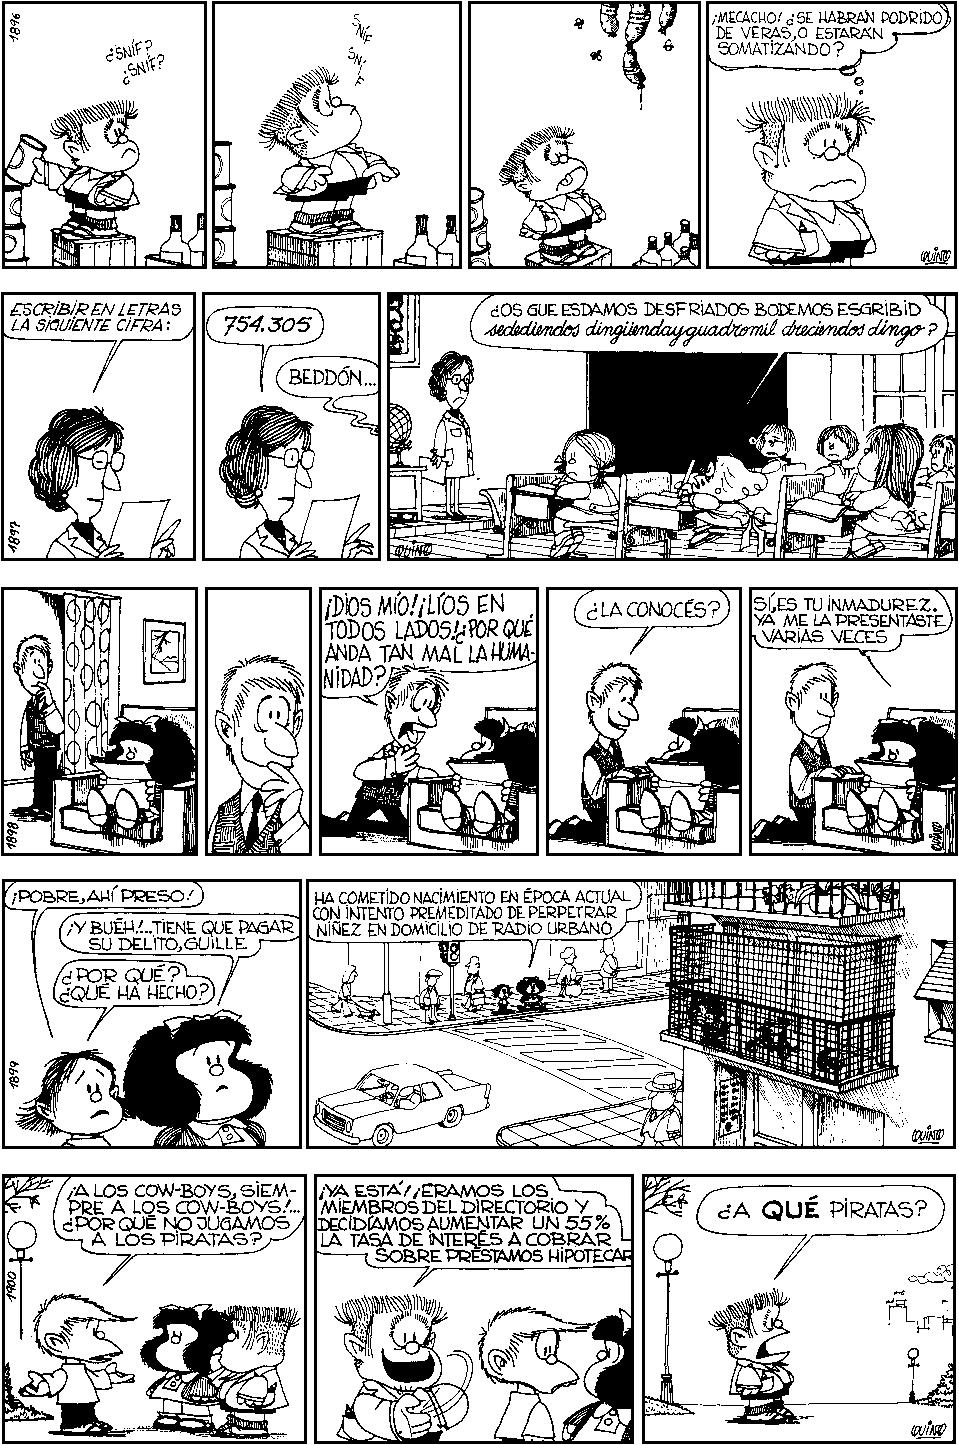 1896
¿SNIF?
¿SNIF?
SNIF
SNIF
¡MECACHO! ¿SE HABRAN PODRIDO
DE VERAS, O ESTARAN
SOMATIZANDO?
QUINO
1897
ESCRIBIR EN LETRAS
LA SIGUIENTE CIFRA:
754.305
BEDDÓN...
¿OS GUE ESDAMOS DESFRIADOS BODEMOS ESGRIBID
sedediendos dingüenda y guadro mil dreciendos dingo?
QUINO
1898
¡DIOS MÍO! ¡LÍOS EN
TODOS LADOS! ¿POR QUÉ
ANDA TAN MAL LA HUMA-
NIDAD?
¿LA CONOCÉS?
SÍ, ES TU INMADUREZ.
YA ME LA PRESENTASTE
VARIAS VECES
QUINO
1899
¡POBRE, AHÍ PRESO!
¡Y BUÉH!...TIENE QUE PAGAR
SU DELITO, GUILLE
¿POR QUÉ?
¿QUÉ HA HECHO?
HA COMETIDO NACIMIENTO EN ÉPOCA ACTUAL
CON INTENTO PREMEDITADO DE PERPETRAR
NIÑEZ EN DOMICILIO DE RADIO URBANO
QUINO
1900
¡A LOS COW-BOYS, SIEM-
PRE A LOS COW-BOYS!...
¿POR QUÉ NO JUGAMOS
A LOS PIRATAS?
¡YA ESTÁ! ¡ÉRAMOS LOS
MIEMBROS DEL DIRECTORIO Y
DECIDÍAMOS AUMENTAR UN 55%
LA TASA DE INTERÉS A COBRAR
SOBRE PRÉSTAMOS HIPOTECAR
¿A QUÉ PIRATAS?
QUINO